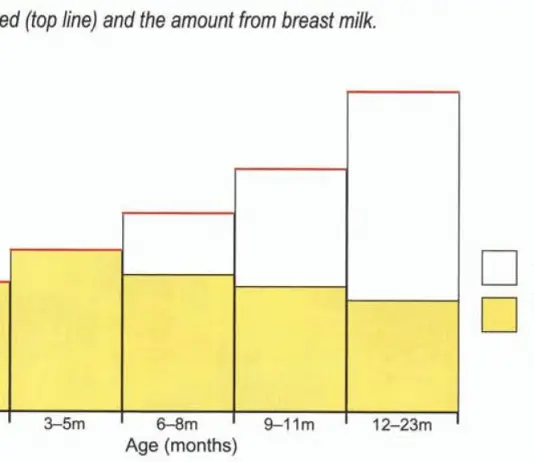 ed (top line) and the amount from breast milk.
3–5m 6–8m 9–11m 12–23m
Age (months)